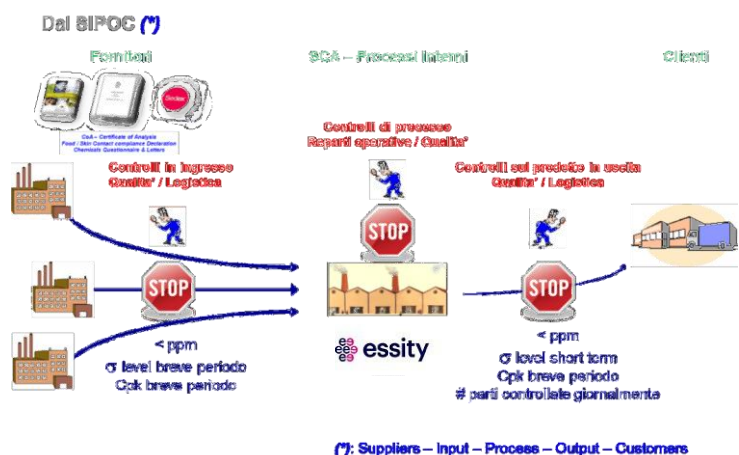 Dal SIPOC (*)
Fornitori
SCA – Processi Interni
Clienti
CoA – Certificate of Analysis
Food / Skin Contact compliance Declaration
Chemicals Questionnaire & Letters
Controlli in ingresso
Qualita' / Logistica
Controlli di processo
Reparti operative / Qualita'
Controlli sul prodotto in uscita
Qualita' / Logistica
STOP
STOP
STOP
essity
< ppm
σ level breve periodo
Cpk breve periodo
< ppm
σ level short term
Cpk breve periodo
# parti controllate giornalmente
(*): Suppliers – Input – Process – Output – Customers